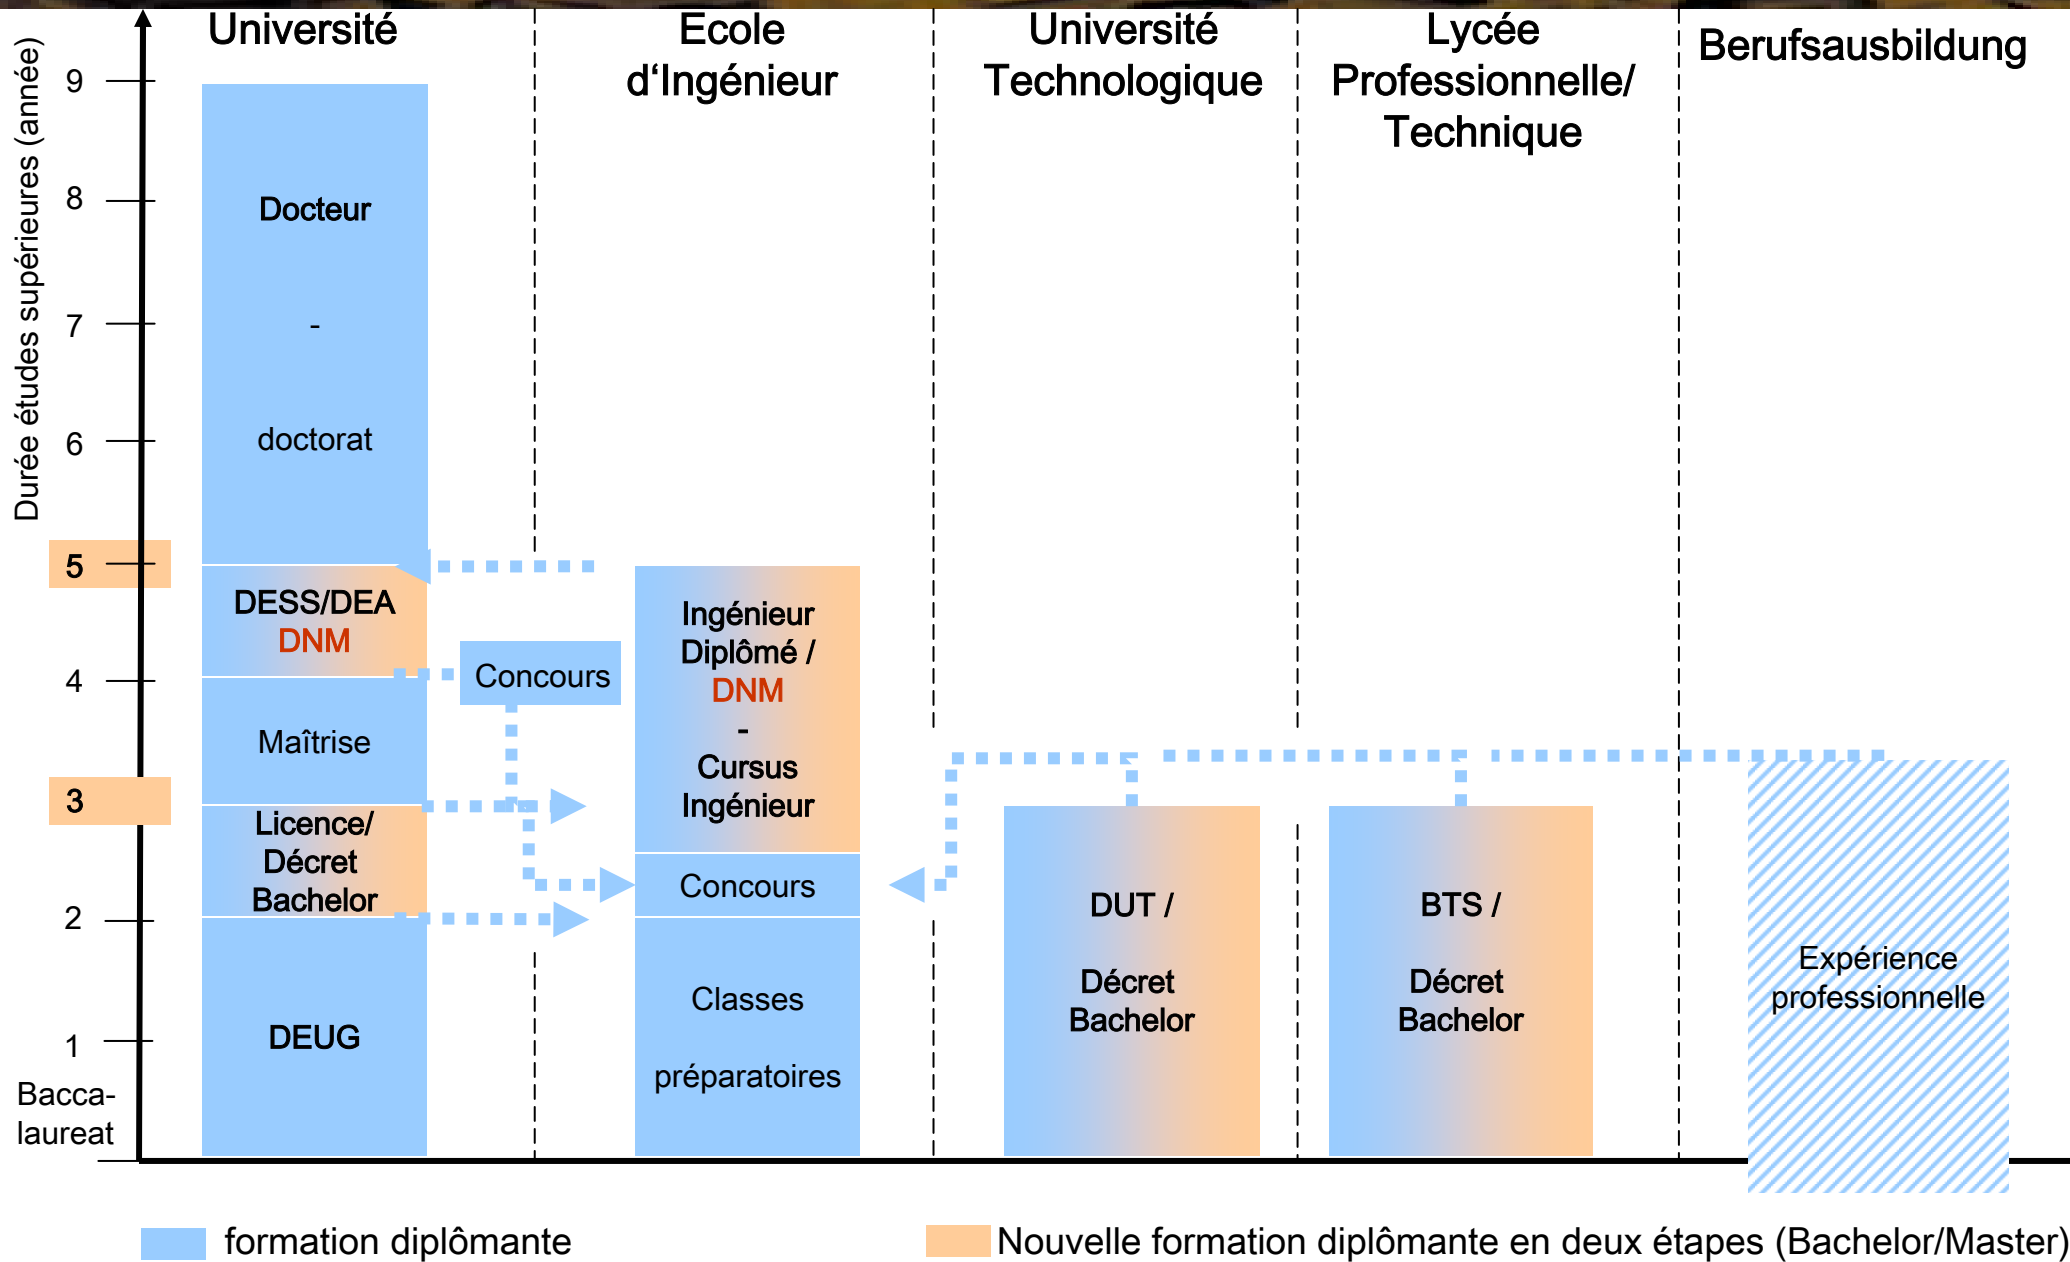 Université
Ecole
d‘Ingénieur
Université
Technologique
Lycée
Professionnelle/
Technique
Berufsausbildung
Durée études supérieures (année)
9
8
7
6
5
4
3
2
1
Bacca-
laureat
Docteur
-
doctorat
DESS/DEA
DNM
Maîtrise
Licence/
Décret
Bachelor
DEUG
Concours
Ingénieur
Diplômé /
DNM
-
Cursus
Ingénieur
Concours
Classes
préparatoires
DUT /
Décret
Bachelor
BTS /
Décret
Bachelor
Expérience
professionnelle
formation diplômante
Nouvelle formation diplômante en deux étapes (Bachelor/Master)